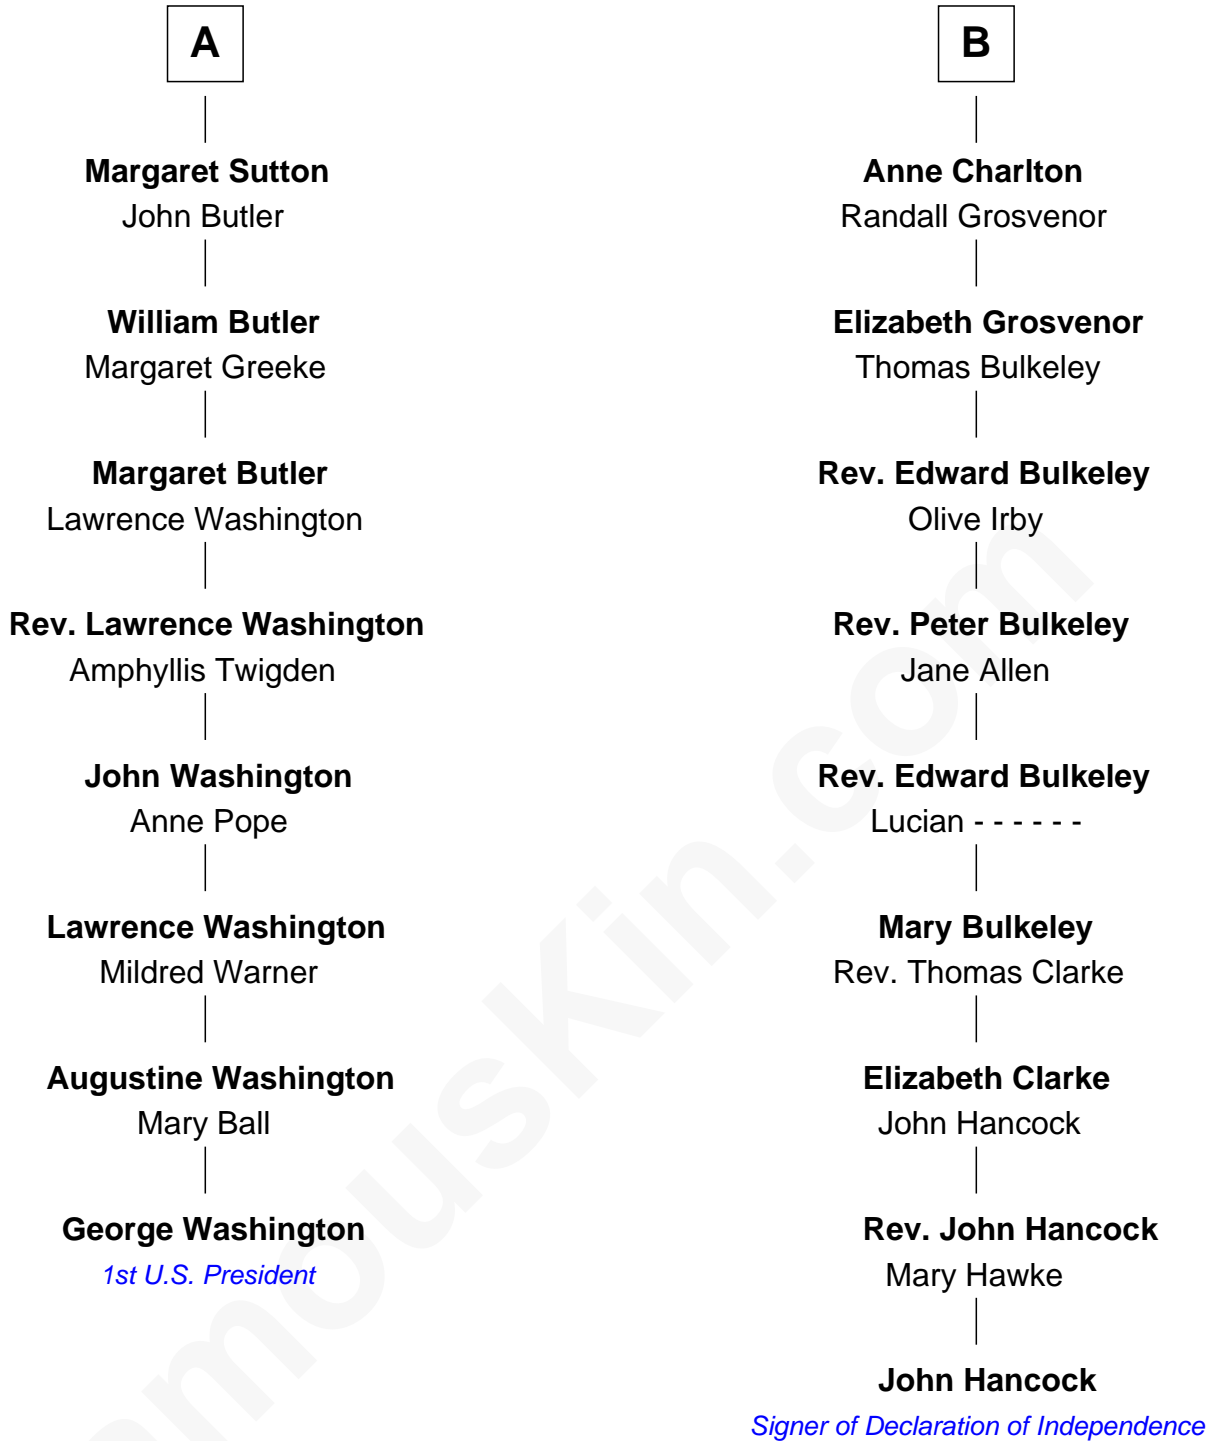 A
Margaret Sutton
John Butler
William Butler
Margaret Greeke
Margaret Butler
Lawrence Washington
Rev. Lawrence Washington
Amphyllis Twigden
John Washington
Anne Pope
Lawrence Washington
Mildred Warner
Augustine Washington
Mary Ball
George Washington
1st U.S. President
B
Anne Charlton
Randall Grosvenor
Elizabeth Grosvenor
Thomas Bulkeley
Rev. Edward Bulkeley
Olive Irby
Rev. Peter Bulkeley
Jane Allen
Rev. Edward Bulkeley
Lucian - - - - - -
Mary Bulkeley
Rev. Thomas Clarke
Elizabeth Clarke
John Hancock
Rev. John Hancock
Mary Hawke
John Hancock
Signer of Declaration of Independence
amousKin.com